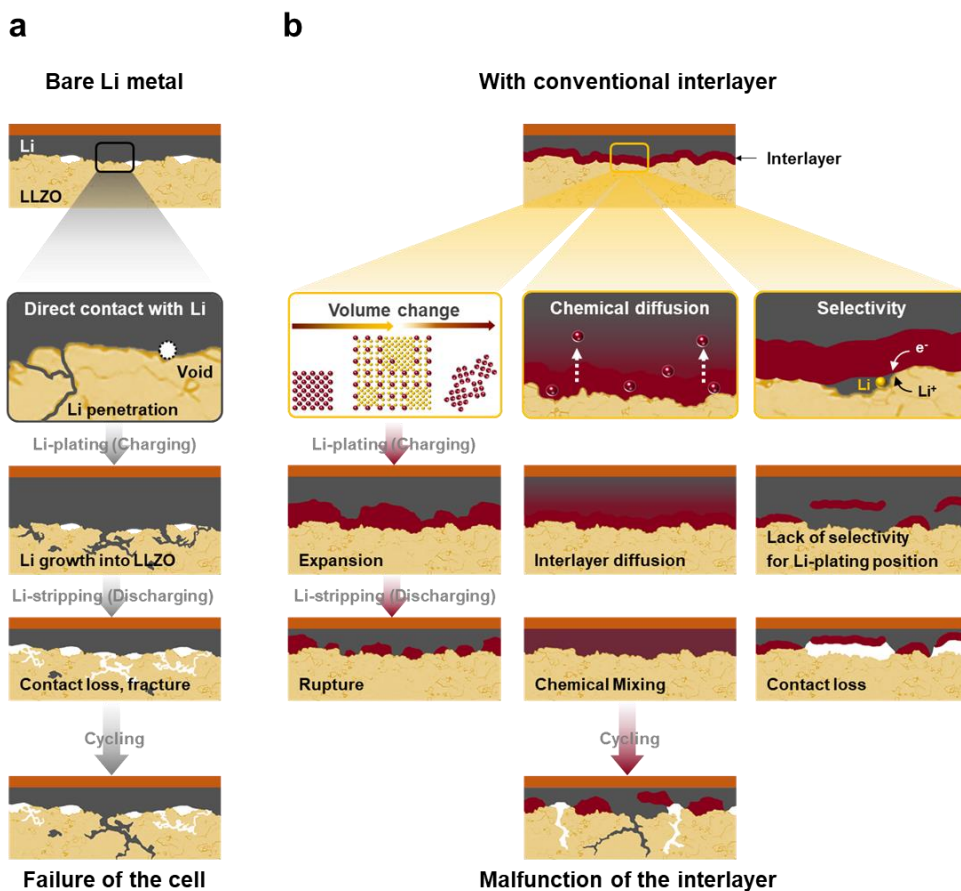 a
Bare Li metal
Li
LLZO
Direct contact with Li
Void
Li penetration
Li-plating (Charging)
Li growth into LLZO
Li-stripping (Discharging)
Contact loss, fracture
Cycling
Failure of the cell
b
With conventional interlayer
Interlayer
Volume change
Chemical diffusion
Selectivity
e-
Li
Li+
Li-plating (Charging)
Expansion
Interlayer diffusion
Lack of selectivity
for Li-plating position
Li-stripping (Discharging)
Rupture
Chemical Mixing
Contact loss
Cycling
Malfunction of the interlayer